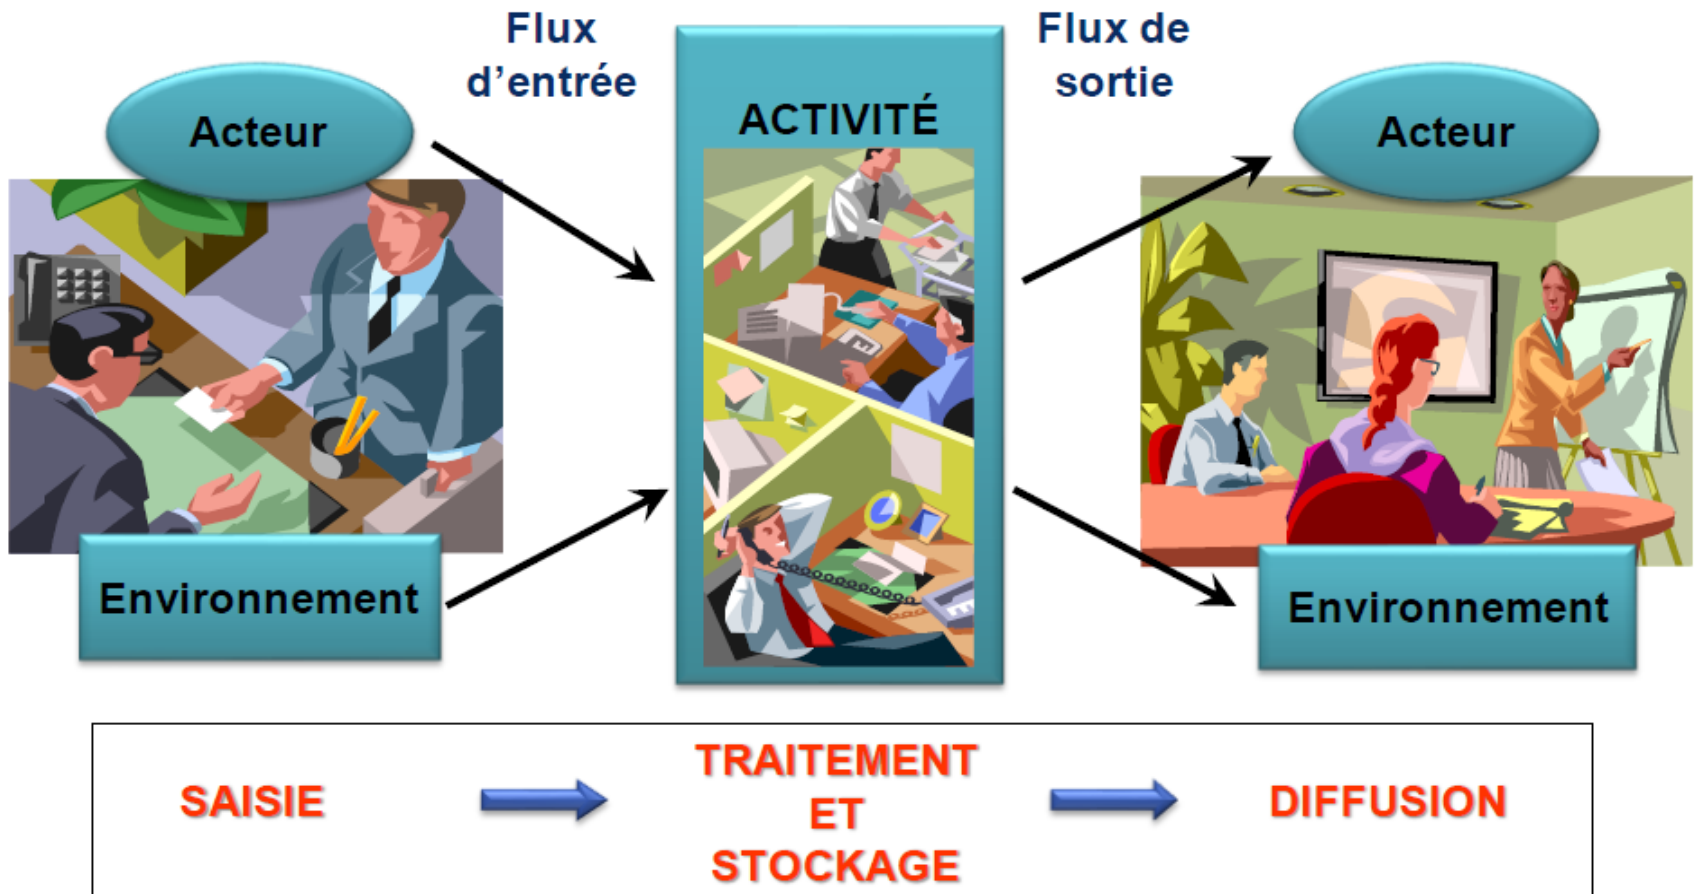 Flux
d'entrée
Flux de
sortie
Acteur
ACTIVITÉ
Acteur
Environnement
Environnement
SAISIE
TRAITEMENT
ET
STOCKAGE
DIFFUSION